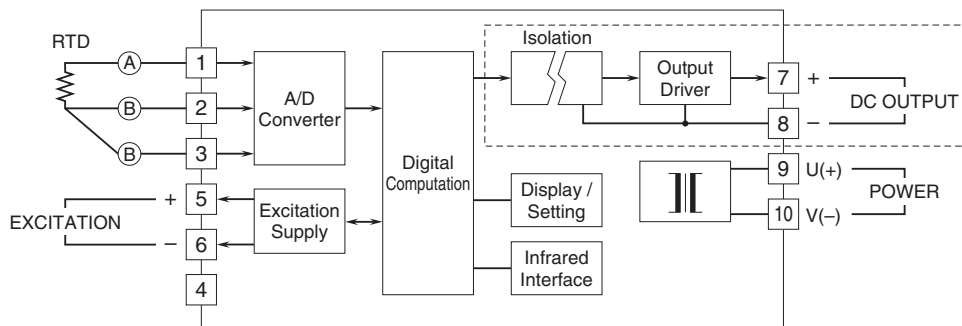 RTD
A
B
B
1
2
3
A/D
Converter
+
5
EXCITATION
−
6
4
Excitation
Supply
Digital
Computation
Isolation
Output
Driver
7
+
8
−
DC OUTPUT
Display /
Setting
Infrared
Interface
9
U(+)
10
V(−)
POWER